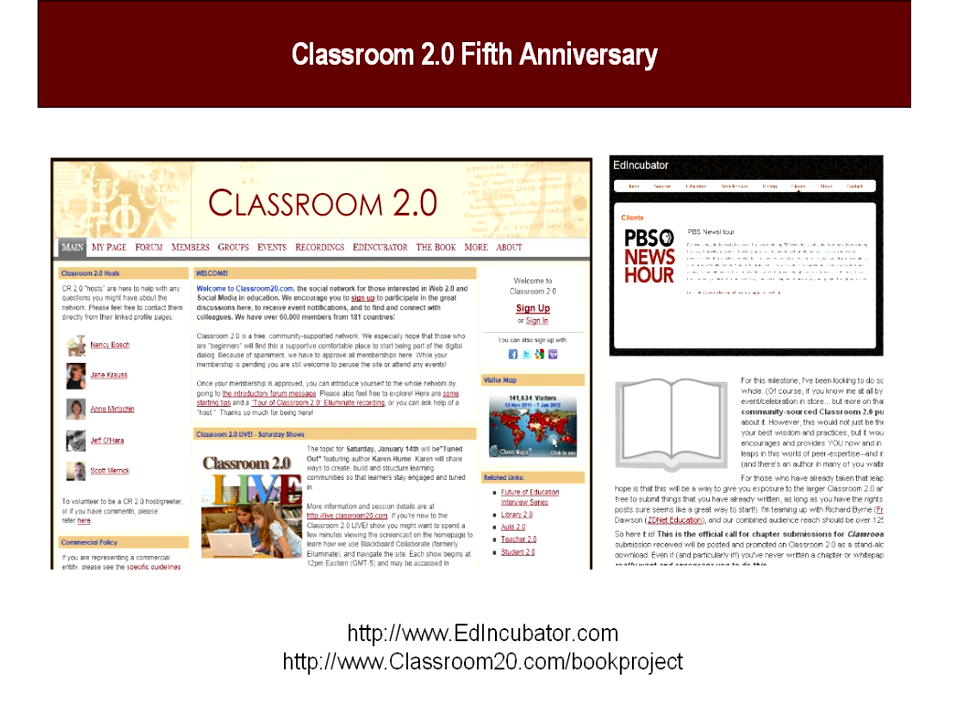 Classroom 2.0 Fifth Anniversary
CLASSROOM 2.0
MAIN MY PAGE FORUM MEMBERS GROUPS EVENTS RECORDINGS EDINCUBATOR THE BOOK MORE ABOUT
Classroom 2.0 Hosts
CR 2.0 "hosts" are here to help with any
questions you might have about the
network. Please feel free to contact them
directly from their linked profile pages.
Nancy Bosch
Jane Krauss
Anne Mirtschin
Jeff O'Hara
Scott Merrick
To volunteer to be a CR 2.0 host/greeter,
or if you have comments, please
refer here.
Commercial Policy
If you are representing a commercial
entity, please see the specific guidelines
WELCOME!
Welcome to Classroom20.com, the social network for those interested in Web 2.0 and
Social Media in education. We encourage you to sign up to participate in the great
discussions here, to receive event notifications, and to find and connect with
colleagues. We have over 60,000 members from 181 countries!
Classroom 2.0 is a free, community-supported network. We especially hope that those who
are "beginners" will find this a supportive comfortable place to start being part of the digital
dialog. Because of spammers, we have to approve all memberships here. While your
membership is pending you are still welcome to peruse the site or attend any events!
Once your membership is approved, you can introduce yourself to the whole network by
going to the introductory forum message. Please also feel free to explore! Here are some
starting tips and a "Tour of Classroom 2.0" Elluminate recording, or you can ask help of a
"host." Thanks so much for being here!
Classroom 2.0 LIVE! - Saturday Shows
Classroom 2.0
LIVE
The topic for Saturday, January 14th will be"Tuned
Out" featuring author Karen Hume. Karen will share
ways to create, build and structure learning
communities so that learners stay engaged and tuned
in.
More information and session details are at
http://live.classroom20.com. If you're new to the
Classroom 2.0 LIVE! show you might want to spend a
few minutes viewing the screencast on the homepage to
learn how we use Blackboard Collaborate (formerly
Elluminate), and navigate the site. Each show begins at
12pm Eastern (GMT-5) and may be accessed in
Welcome to
Classroom 2.0
Sign Up
or Sign In
You can also sign up with
Visitor Map
141,634 Visitors
13 Nov 2011 - 7 Jan 2012
Related Links:
Future of Education
Interview Series
Library 2.0
Teacher 2.0
Student 2.0
EdIncubator
Clients
PBS
NEWS
HOUR
PBS NewsHour
For this milestone, I've been looking to do sc
whole. (Of course, if you know me at all by
event/celebration in store... but more on that
community-sourced Classroom 2.0 pu
about it. However, this would not just be the
your best wisdom and practices, but it wou
encourages and provides YOU now and in
leaps in this world of peer-expertise--and ir
(and there's an author in many of you waitir
For those who have already taken that leap
hope is that this will be a way to give you exposure to the larger Classroom 2.0 ar
free to submit things that you have already written, as long as you have the rights
posts sure seems like a great way to start!). I'm teaming up with Richard Byrne (Fr
Dawson (ZDNet Education), and our combined audience reach should be over 125
So here it is! This is the official call for chapter submissions for Classroom
submission received will be posted and promoted on Classroom 2.0 as a stand-alo
download. Even if (and particularly if!) you've never written a chapter or whitepap
really want and encourage you to do this.
http://www.EdIncubator.com
http://www.Classroom20.com/bookproject